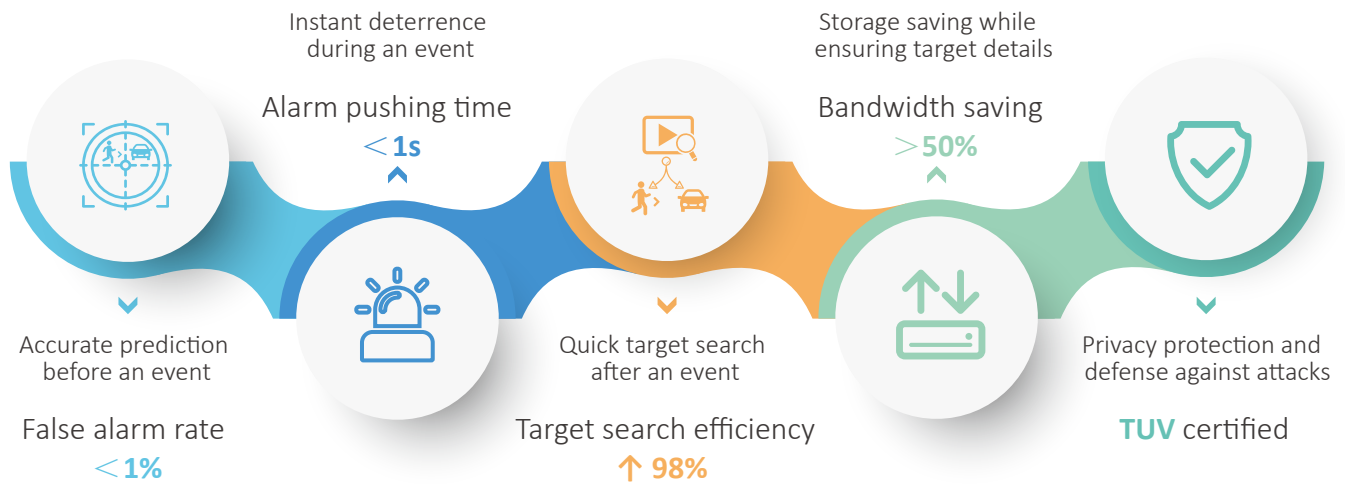 Accurate prediction
before an event
False alarm rate
<1%
Instant deterrence
during an event
Alarm pushing time
<1s
Quick target search
after an event
Target search efficiency
↑ 98%
Storage saving while
ensuring target details
Bandwidth saving
>50%
Privacy protection and
defense against attacks
TUV certified